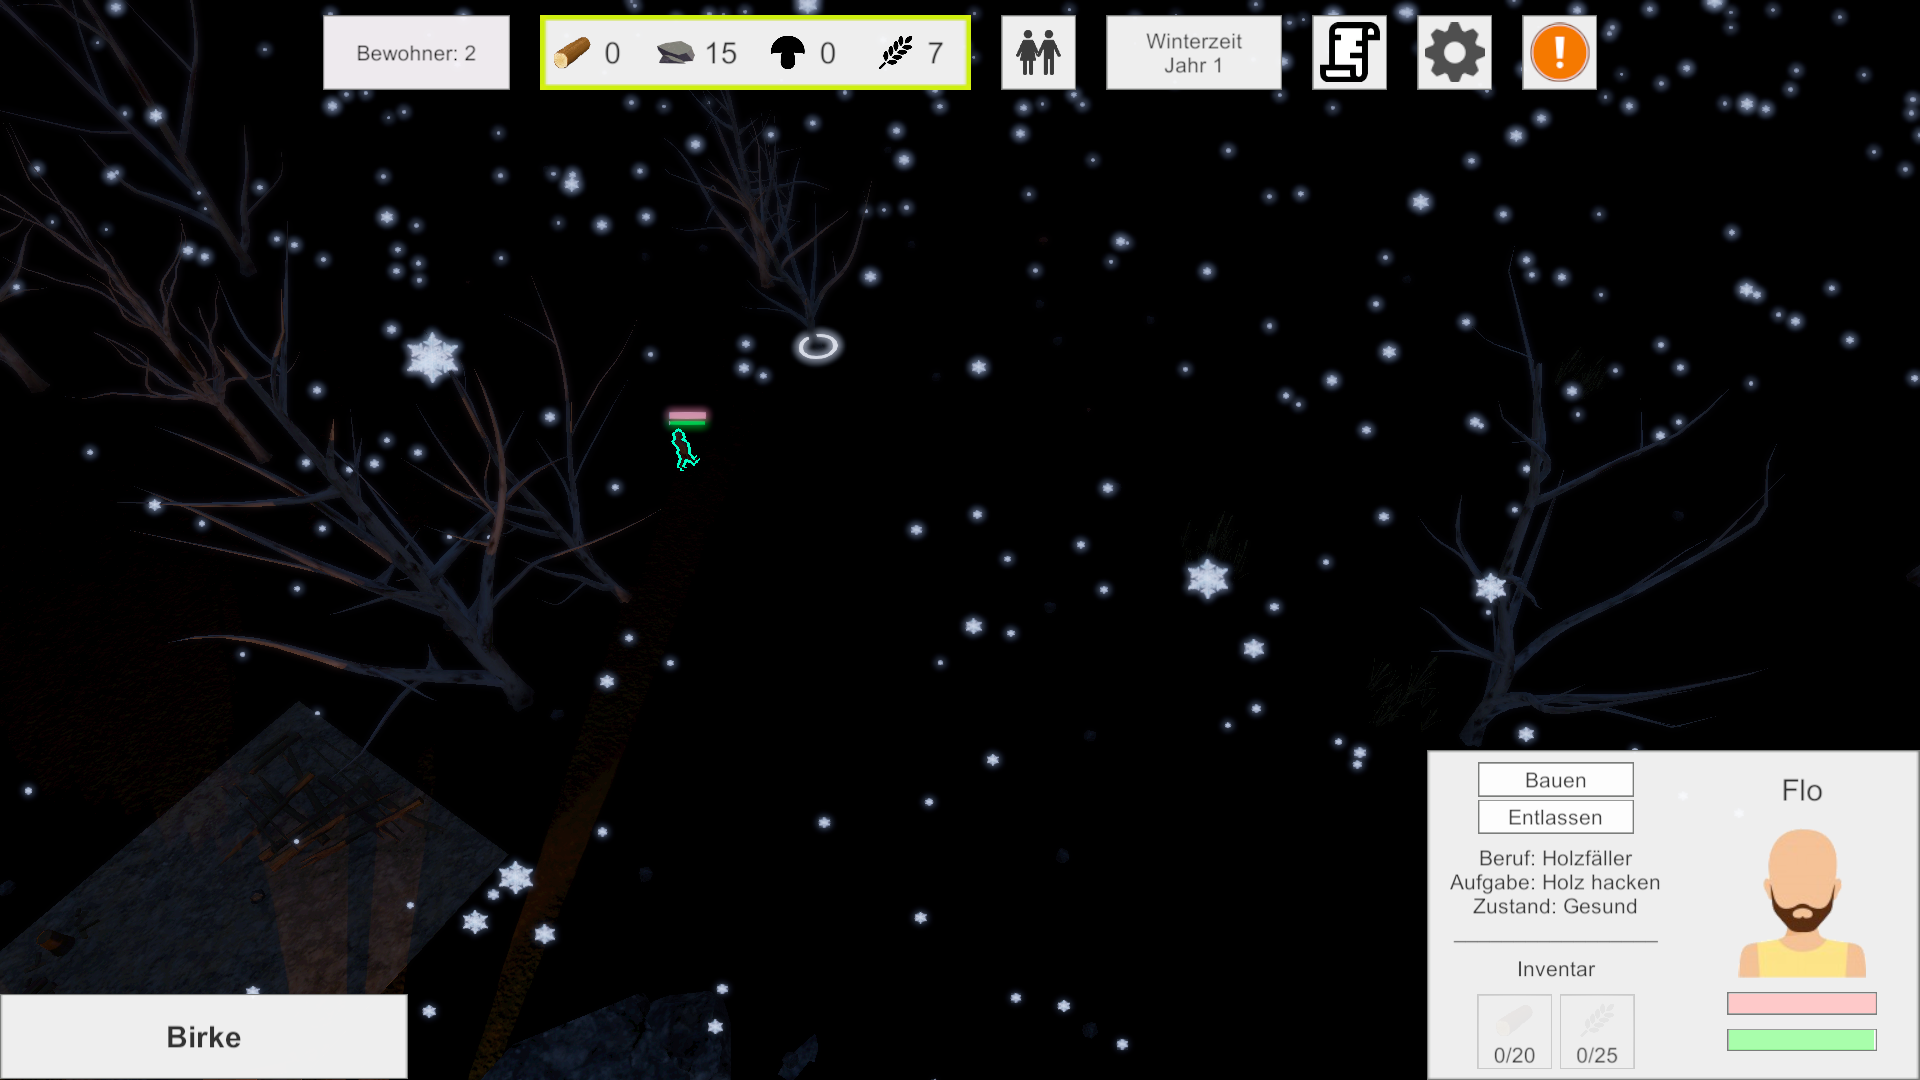 Bewohner: 2
0
15
0
7
Winterzeit
Jahr 1
!
Bauen
Entlassen
Beruf: Holzfäller
Aufgabe: Holz hacken
Zustand: Gesund
Inventar
0/20
0/25
Flo
Birke